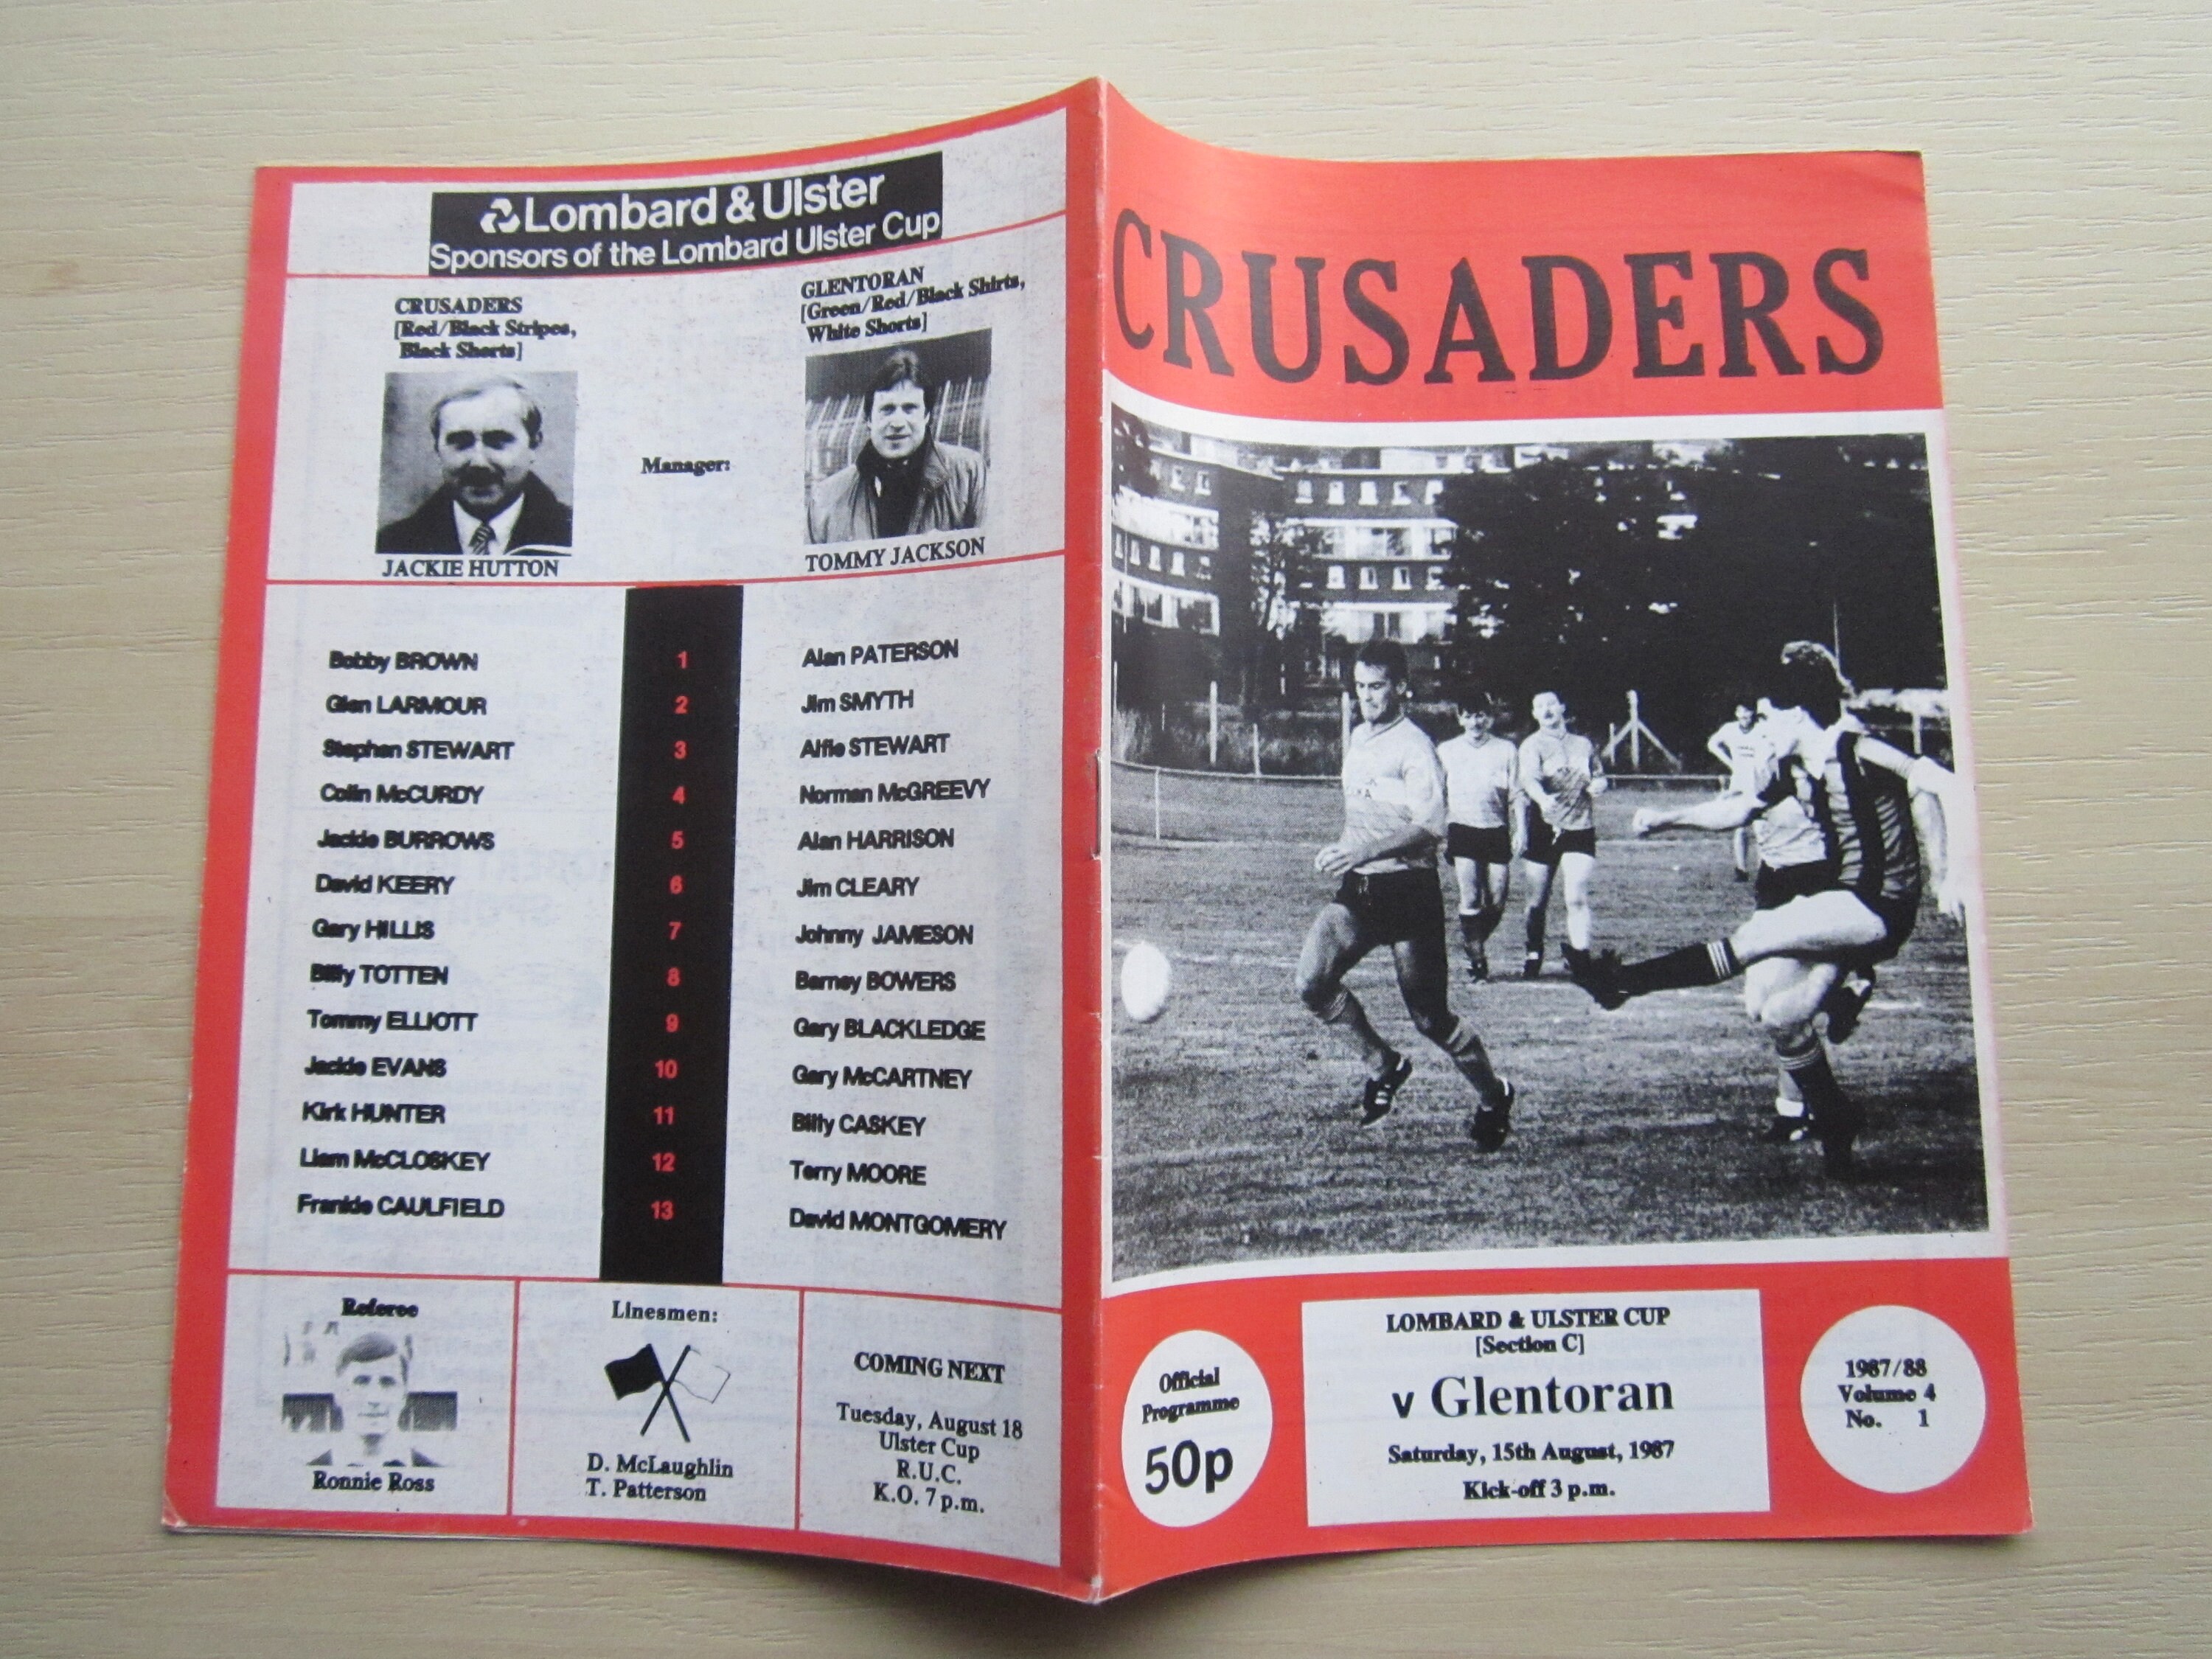 Lombard & Ulster
Sponsors of the Lombard Ulster Cup
CRUSADERS
[Red/Black Stripes,
Black Shorts]
GLENTORAN
[Green/Red/Black Shirts,
White Shorts]
Manager:
JACKIE HUTTON
TOMMY JACKSON
Bobby BROWN 1 Alan PATERSON
Glen LARMOUR 2 Jim SMYTH
Stephen STEWART 3 Alfie STEWART
Colin McCURDY 4 Norman McGREEVY
Jackie BURROWS 5 Alan HARRISON
David KEERY 6 Jim CLEARY
Gary HILLIS 7 Johnny JAMESON
Billy TOTTEN 8 Barney BOWERS
Tommy ELLIOTT 9 Gary BLACKLEDGE
Jackie EVANS 10 Gary McCARTNEY
Kirk HUNTER 11 Billy CASKEY
Liam McCLOSKEY 12 Terry MOORE
Frankie CAULFIELD 13 David MONTGOMERY
Referee
Ronnie Ross
Linesmen:
D. McLaughlin
T. Patterson
COMING NEXT
Tuesday, August 18
Ulster Cup
R.U.C.
K.O. 7 p.m.
CRUSADERS
Official
Programme
50p
LOMBARD & ULSTER CUP
[Section C]
v Glentoran
Saturday, 15th August, 1987
Kick-off 3 p.m.
1987/88
Volume 4
No. 1